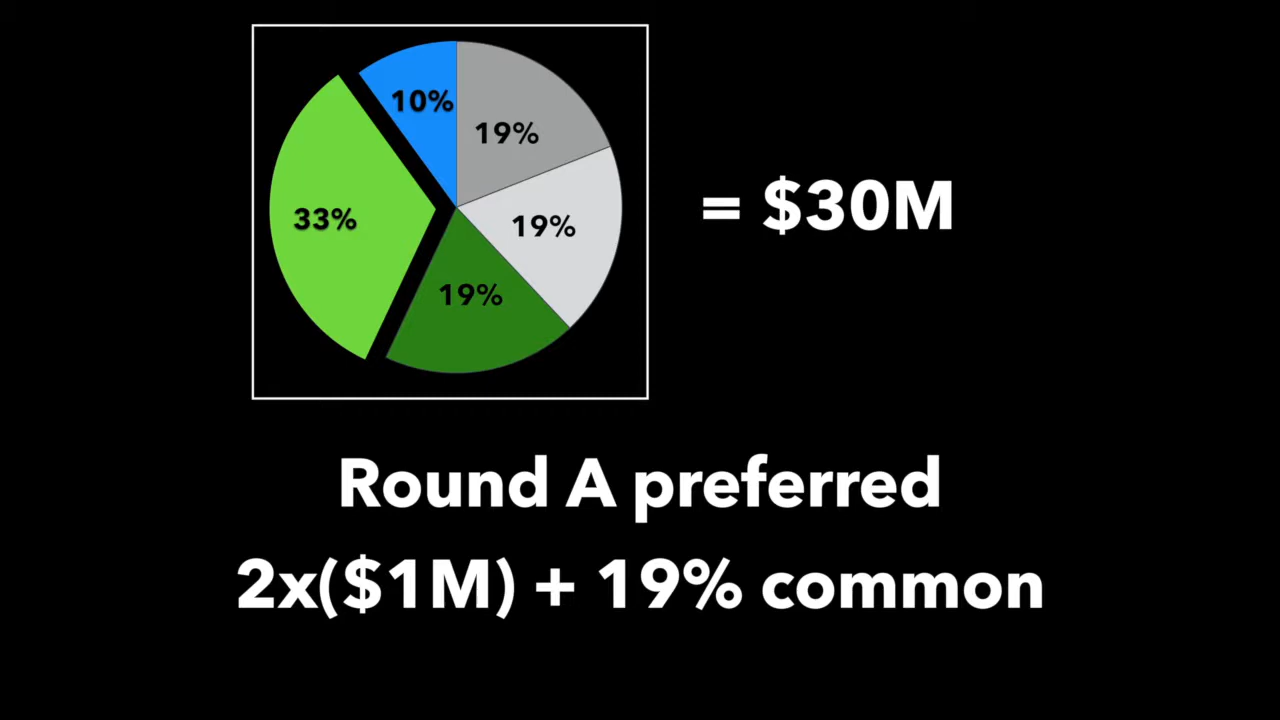 10%
19%
33%
19%
19%
= $30M
Round A preferred
2x($1M) + 19% common